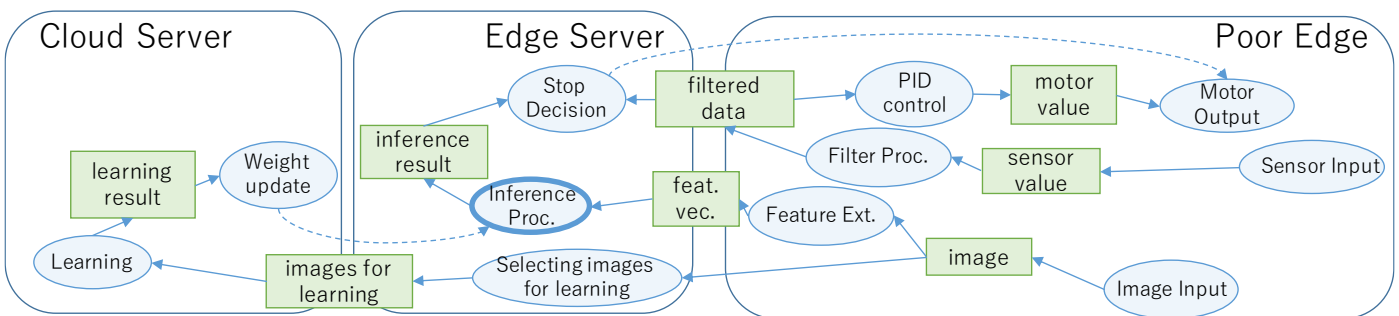 Cloud Server
Edge Server
Poor Edge
Stop
Decision
filtered
data
PID
control
motor
value
Motor
Output
inference
result
Filter Proc.
sensor
value
Sensor Input
learning
result
Weight
update
Inference
Proc.
feat.
vec.
Feature Ext.
Learning
images for
learning
Selecting images
for learning
image
Image Input